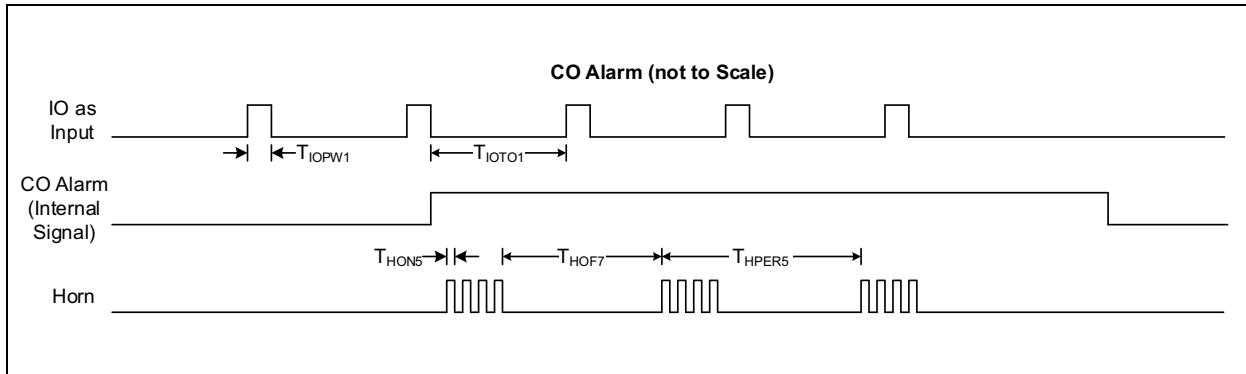 CO Alarm (not to Scale)
IO as
Input
TIOPW1
TIOTO1
CO Alarm
(Internal
Signal)
THON5
THOF7
THPER5
Horn